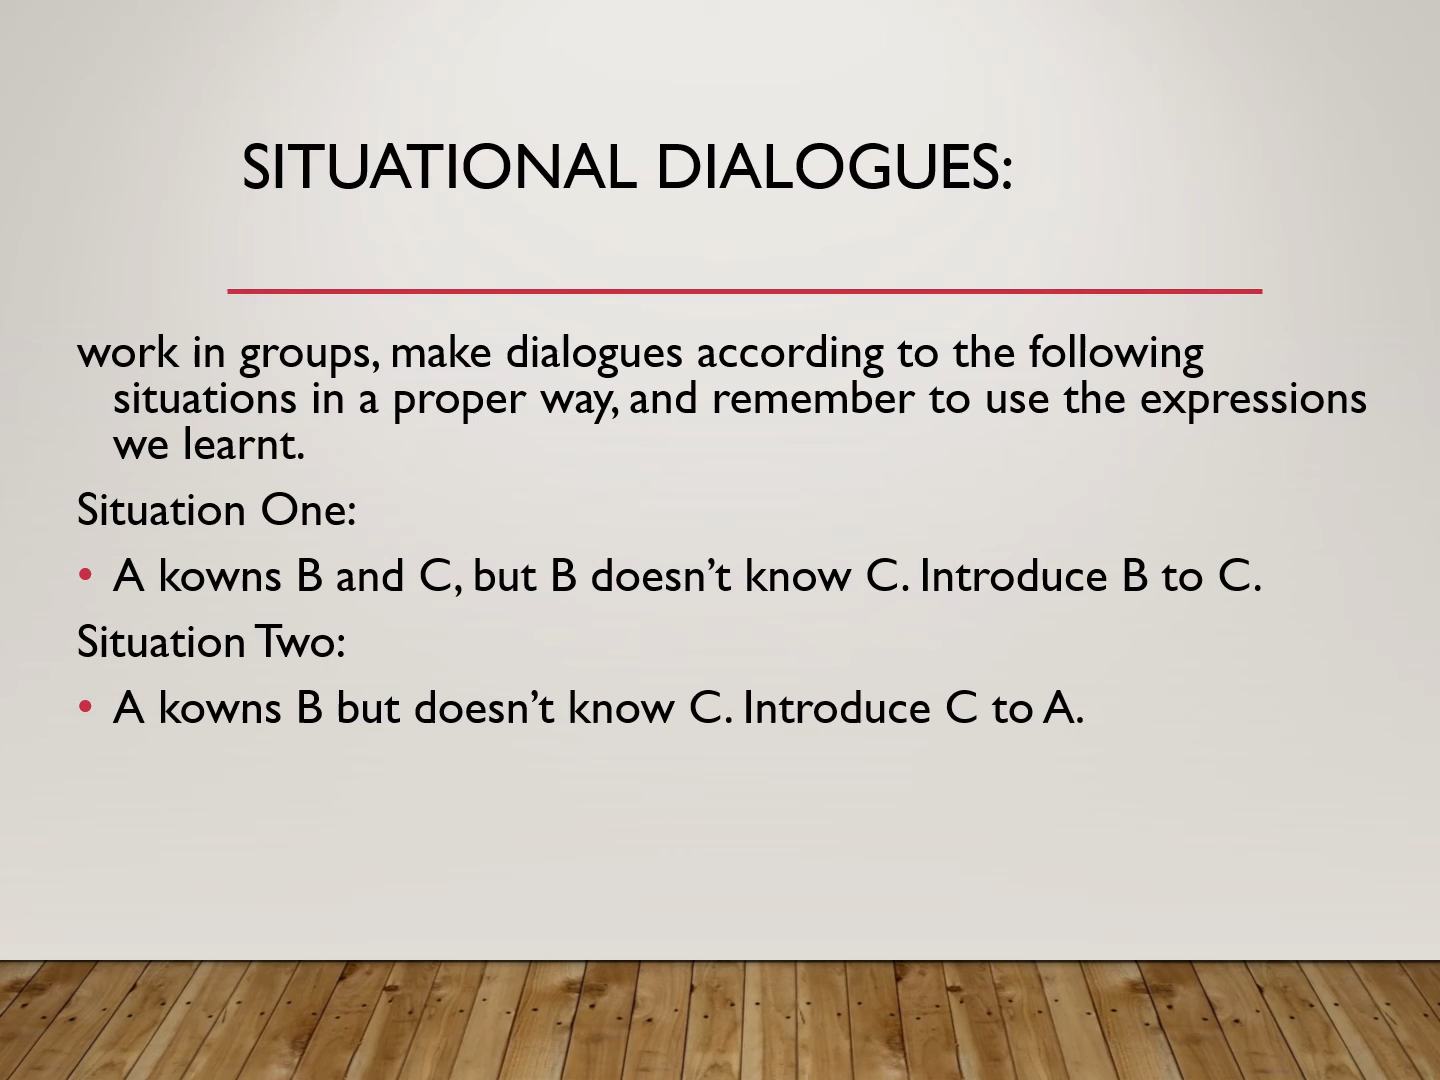 SITUATIONAL DIALOGUES:
work in groups, make dialogues according to the following
situations in a proper way, and remember to use the expressions
we learnt.
Situation One:
• A kowns B and C, but B doesn’t know C. Introduce B to C.
Situation Two:
• A kowns B but doesn’t know C. Introduce C to A.